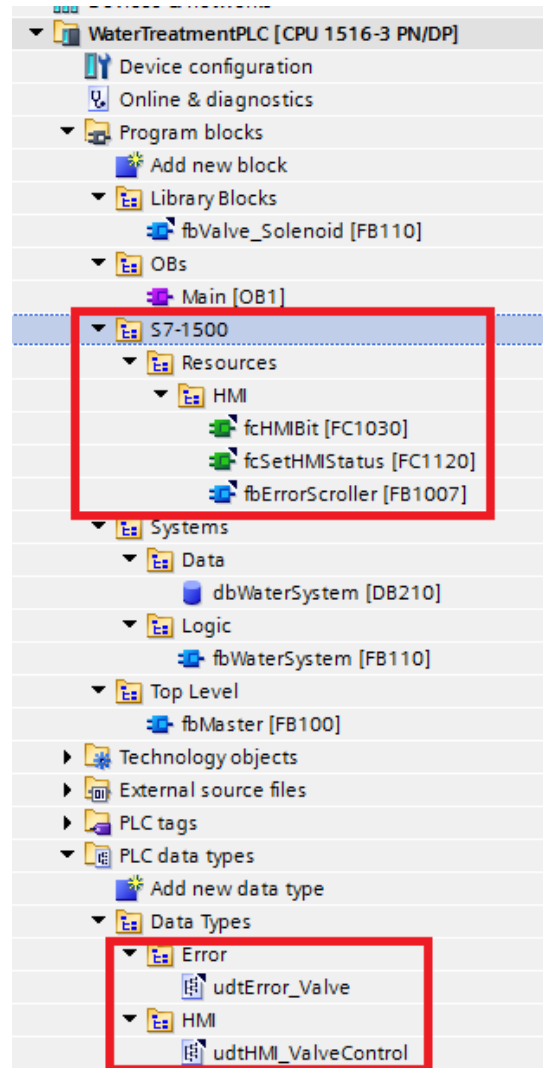 WaterTreatmentPLC [CPU 1516-3 PN/DP]
Device configuration
Online & diagnostics
Program blocks
Add new block
Library Blocks
fbValve_Solenoid [FB110]
OBs
Main [OB1]
S7-1500
Resources
HMI
fcHMIBit [FC1030]
fcSetHMIStatus [FC1120]
fbErrorScroller [FB1007]
Systems
Data
dbWaterSystem [DB210]
Logic
fbWaterSystem [FB110]
Top Level
fbMaster [FB100]
Technology objects
External source files
PLC tags
PLC data types
Add new data type
Data Types
Error
udtError_Valve
HMI
udtHMI_ValveControl